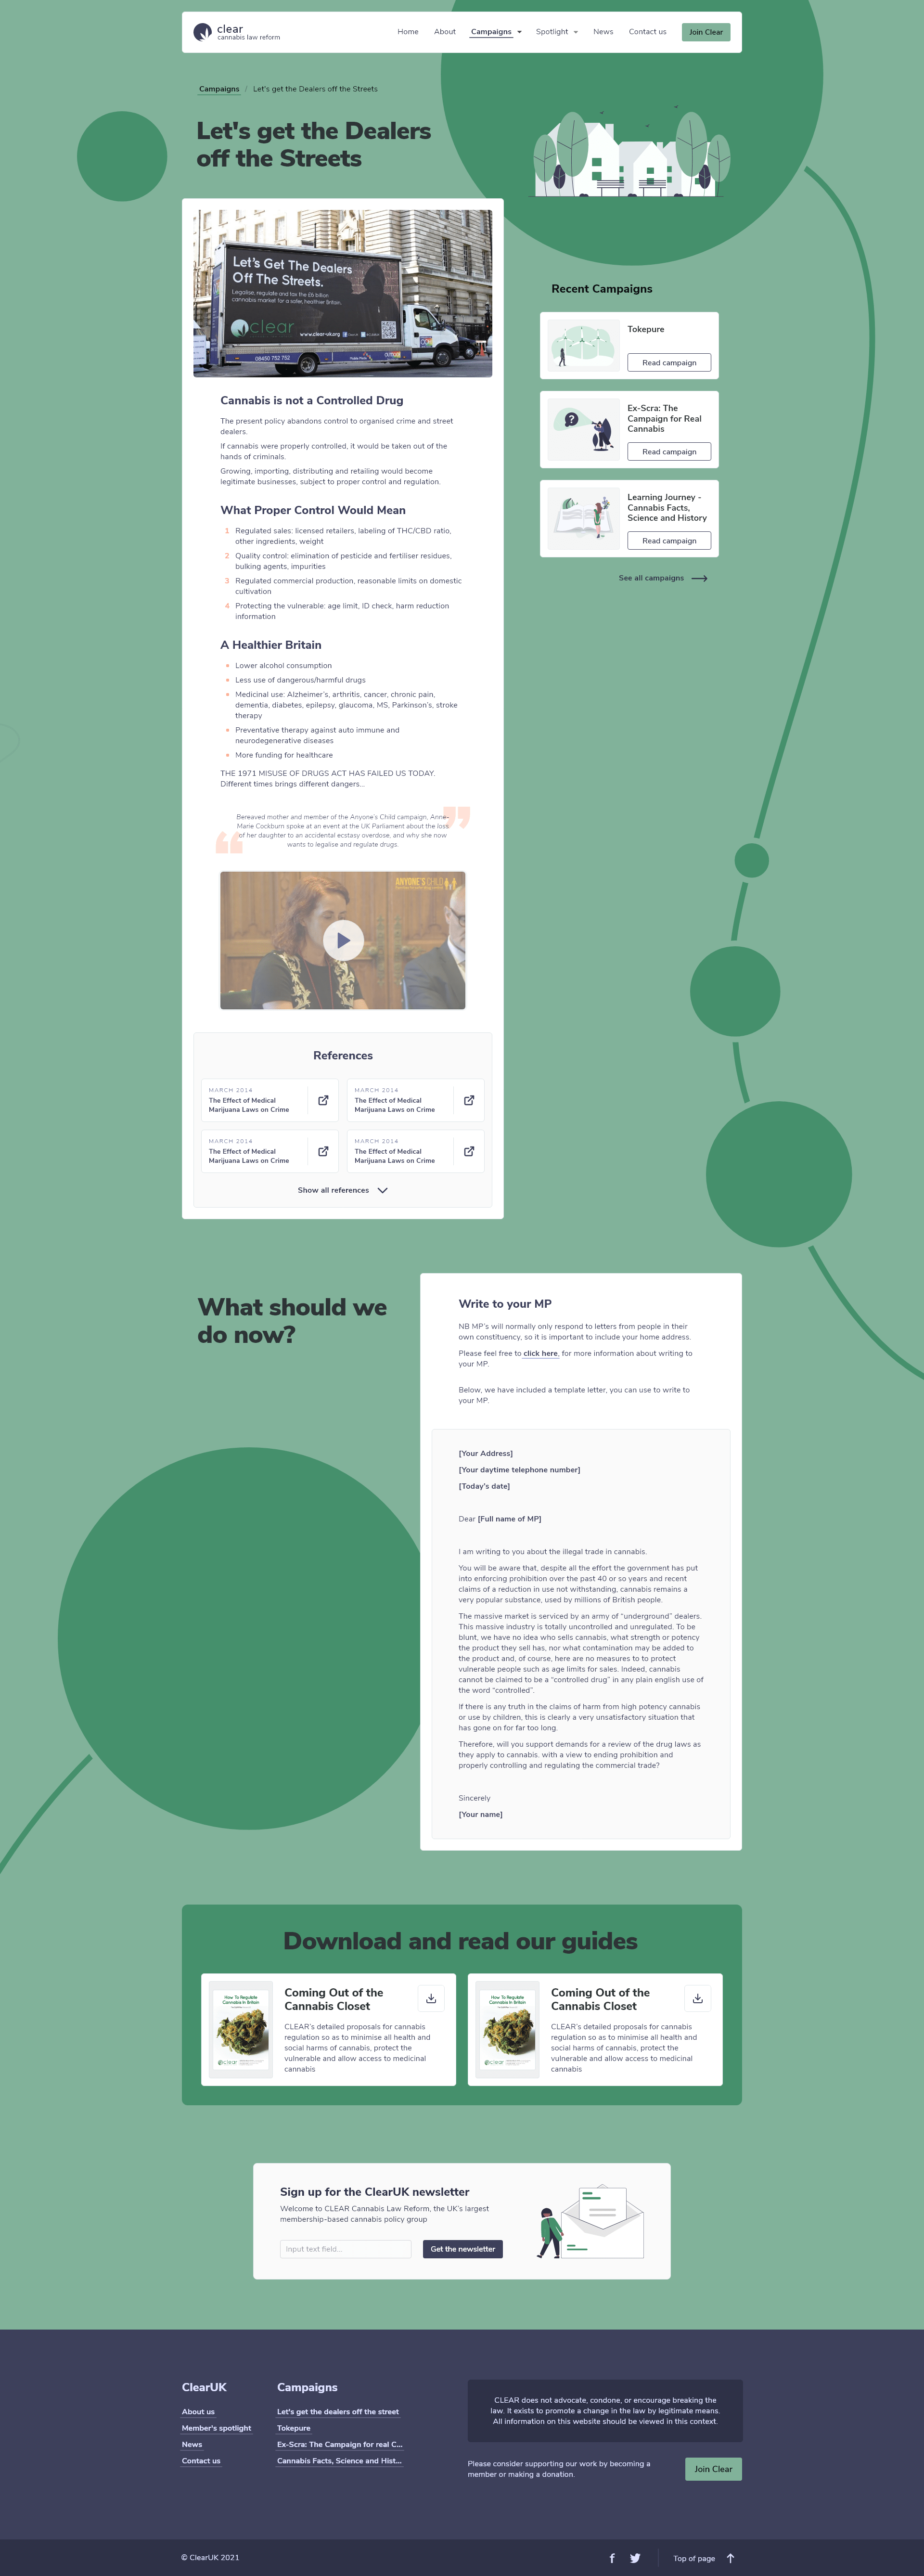 clear
cannabis law reform
Home About Campaigns Spotlight News Contact us Join Clear
Campaigns / Let's get the Dealers off the Streets
Let's get the Dealers
off the Streets
Let's Get The Dealers
Off The Streets.
Legalise, regulate and tax the £6 billion
cannabis market for a safer, healthier Britain.
clear
www.clear-uk.org
08450 752 752
Recent Campaigns
Tokepure
Read campaign
Ex-Scra: The
Campaign for Real
Cannabis
Read campaign
Learning Journey -
Cannabis Facts,
Science and History
Read campaign
See all campaigns
Cannabis is not a Controlled Drug
The present policy abandons control to organised crime and street
dealers.
If cannabis were properly controlled, it would be taken out of the
hands of criminals.
Growing, importing, distributing and retailing would become
legitimate businesses, subject to proper control and regulation.
What Proper Control Would Mean
1 Regulated sales: licensed retailers, labeling of THC/CBD ratio,
other ingredients, weight
2 Quality control: elimination of pesticide and fertiliser residues,
bulking agents, impurities
3 Regulated commercial production, reasonable limits on domestic
cultivation
4 Protecting the vulnerable: age limit, ID check, harm reduction
information
A Healthier Britain
Lower alcohol consumption
Less use of dangerous/harmful drugs
Medicinal use: Alzheimer's, arthritis, cancer, chronic pain,
dementia, diabetes, epilepsy, glaucoma, MS, Parkinson's, stroke
therapy
Preventative therapy against auto immune and
neurodegenerative diseases
More funding for healthcare
THE 1971 MISUSE OF DRUGS ACT HAS FAILED US TODAY.
Different times brings different dangers...
Bereaved mother and member of the Anyone's Child campaign, Anne-
Marie Cockburn spoke at an event at the UK Parliament about the loss
of her daughter to an accidental ecstasy overdose, and why she now
wants to legalise and regulate drugs.
ANYONE'S CHILD
References
MARCH 2014
The Effect of Medical
Marijuana Laws on Crime
MARCH 2014
The Effect of Medical
Marijuana Laws on Crime
MARCH 2014
The Effect of Medical
Marijuana Laws on Crime
MARCH 2014
The Effect of Medical
Marijuana Laws on Crime
Show all references
What should we
do now?
Write to your MP
NB MP's will normally only respond to letters from people in their
own constituency, so it is important to include your home address.
Please feel free to click here, for more information about writing to
your MP.
Below, we have included a template letter, you can use to write to
your MP.
[Your Address]
[Your daytime telephone number]
[Today's date]
Dear [Full name of MP]
I am writing to you about the illegal trade in cannabis.
You will be aware that, despite all the effort the government has put
into enforcing prohibition over the past 40 or so years and recent
claims of a reduction in use not withstanding, cannabis remains a
very popular substance, used by millions of British people.
The massive market is serviced by an army of "underground" dealers.
This massive industry is totally uncontrolled and unregulated. To be
blunt, we have no idea who sells cannabis, what strength or potency
the product they sell has, nor what contamination may be added to
the product and, of course, here are no measures to to protect
vulnerable people such as age limits for sales. Indeed, cannabis
cannot be claimed to be a "controlled drug" in any plain english use of
the word "controlled".
If there is any truth in the claims of harm from high potency cannabis
or use by children, this is clearly a very unsatisfactory situation that
has gone on for far too long.
Therefore, will you support demands for a review of the drug laws as
they apply to cannabis. with a view to ending prohibition and
properly controlling and regulating the commercial trade?
Sincerely
[Your name]
Download and read our guides
How To Regulate
Cannabis In Britain
clear
Coming Out of the
Cannabis Closet
CLEAR's detailed proposals for cannabis
regulation so as to minimise all health and
social harms of cannabis, protect the
vulnerable and allow access to medicinal
cannabis
How To Regulate
Cannabis In Britain
clear
Coming Out of the
Cannabis Closet
CLEAR's detailed proposals for cannabis
regulation so as to minimise all health and
social harms of cannabis, protect the
vulnerable and allow access to medicinal
cannabis
Sign up for the ClearUK newsletter
Welcome to CLEAR Cannabis Law Reform, the UK's largest
membership-based cannabis policy group
Input text field...
Get the newsletter
ClearUK
About us
Member's spotlight
News
Contact us
Campaigns
Let's get the dealers off the street
Tokepure
Ex-Scra: The Campaign for real C...
Cannabis Facts, Science and Hist...
CLEAR does not advocate, condone, or encourage breaking the
law. It exists to promote a change in the law by legitimate means.
All information on this website should be viewed in this context.
Please consider supporting our work by becoming a
member or making a donation.
Join Clear
© ClearUK 2021
Top of page